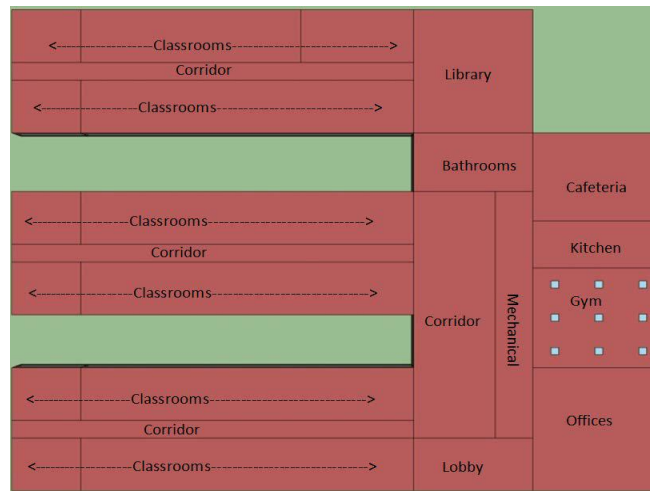 <-----------------Classrooms----------------------------->
Corridor
Library
<--------------------Classrooms------------------------------>
Bathrooms
Cafeteria
<-----------------Classrooms----------------------------->
Corridor
Kitchen
<------------------Classrooms----------------------------->
Gym
Corridor
Mechanical
<-----------------Classrooms----------------------------->
Offices
Corridor
<-----------------Classrooms------------------------------>
Lobby